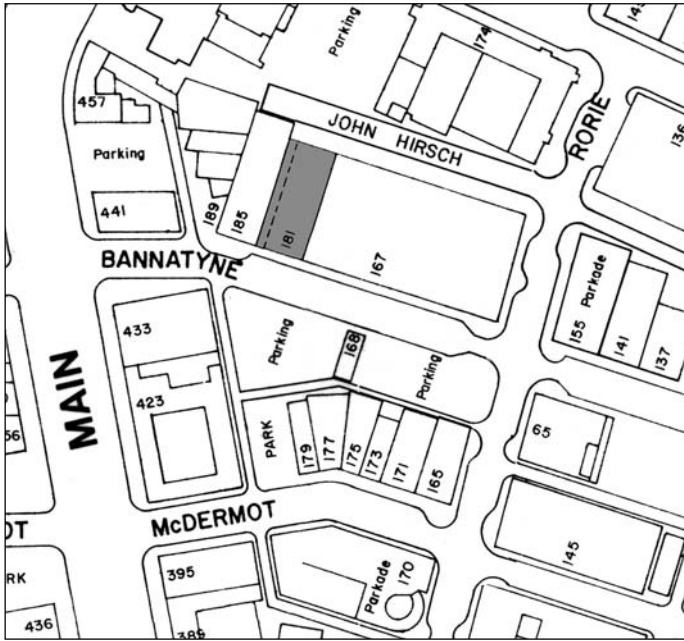 Parking
174
145
457
JOHN HIRSCH
RORIE
136
Parking
441
189
185
181
167
BANNATYNE
Parkade
155
141
137
433
Parking
168
Parking
MAIN
423
PARK
179
177
175
173
171
165
65
56
McDERMOT
OT
145
395
Parkade
170
RK
436